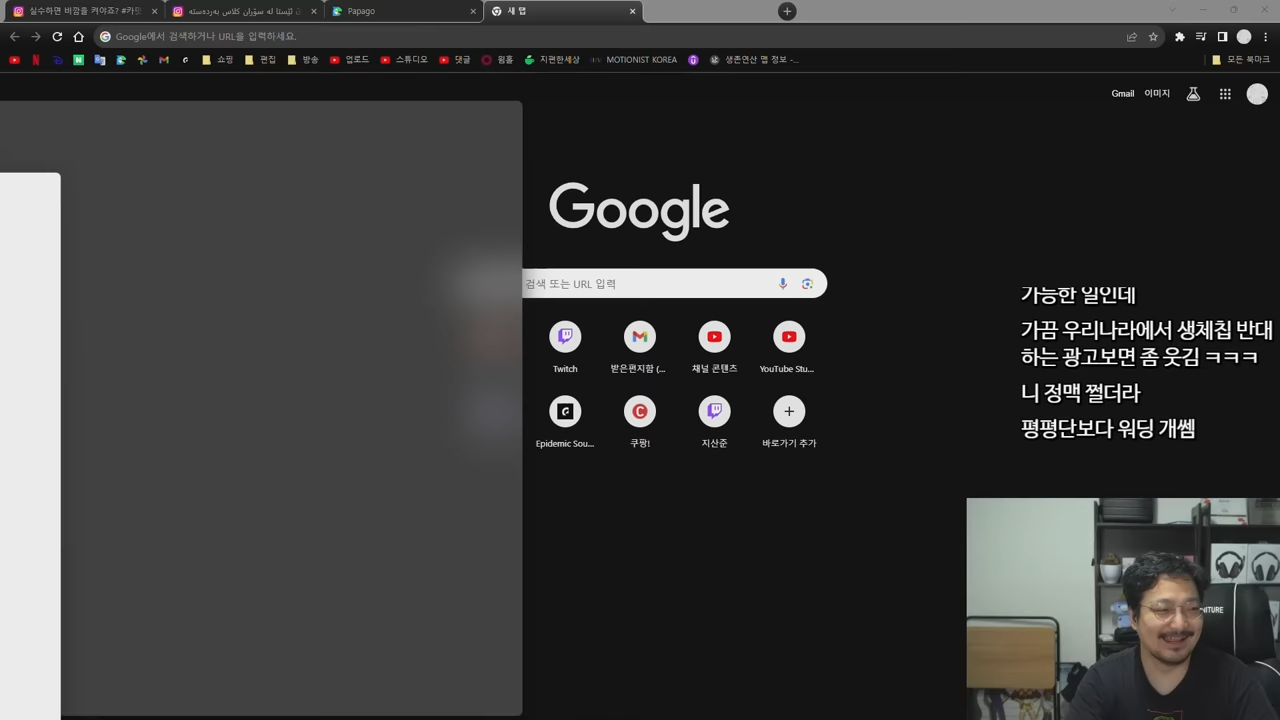 실수하면 비깜을 켜야죠? #카맛
ن ئێستا لە سۆران کلاس بەردەستە
Papago
새 탭
Google에서 검색하거나 URL을 입력하세요.
쇼핑
편집
방송
업로드
스튜디오
댓글
웜홀
지편한세상
MOTIONIST KOREA
생존연산 맵 정보 -...
모든 북마크
Gmail
이미지
Google
검색 또는 URL 입력
Twitch
받은편지함 (...
채널 콘텐츠
YouTube Stu...
Epidemic Sou...
쿠팡!
지산준
바로가기 추가
가능한 일인데
가끔 우리나라에서 생체칩 반대
하는 광고보면 좀 웃김 ㅋㅋㅋ
니 정맥 쩔더라
평평단보다 워딩 개쎔